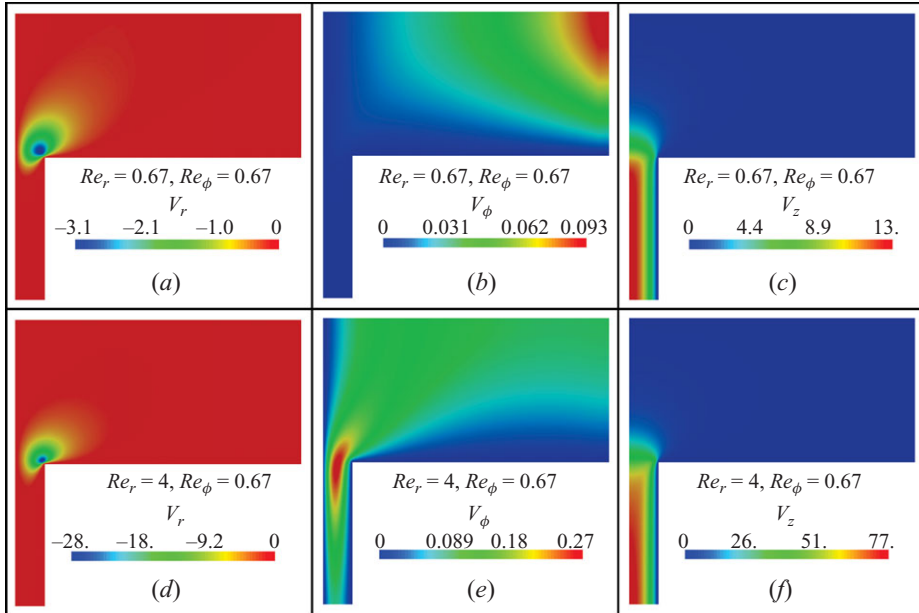 Re_r = 0.67, Re_ϕ = 0.67
V_r
−3.1 −2.1 −1.0 0
(a)
Re_r = 0.67, Re_ϕ = 0.67
V_ϕ
0 0.031 0.062 0.093
(b)
Re_r = 0.67, Re_ϕ = 0.67
V_z
0 4.4 8.9 13.
(c)
Re_r = 4, Re_ϕ = 0.67
V_r
−28. −18. −9.2 0
(d)
Re_r = 4, Re_ϕ = 0.67
V_ϕ
0 0.089 0.18 0.27
(e)
Re_r = 4, Re_ϕ = 0.67
V_z
0 26. 51. 77.
(f)